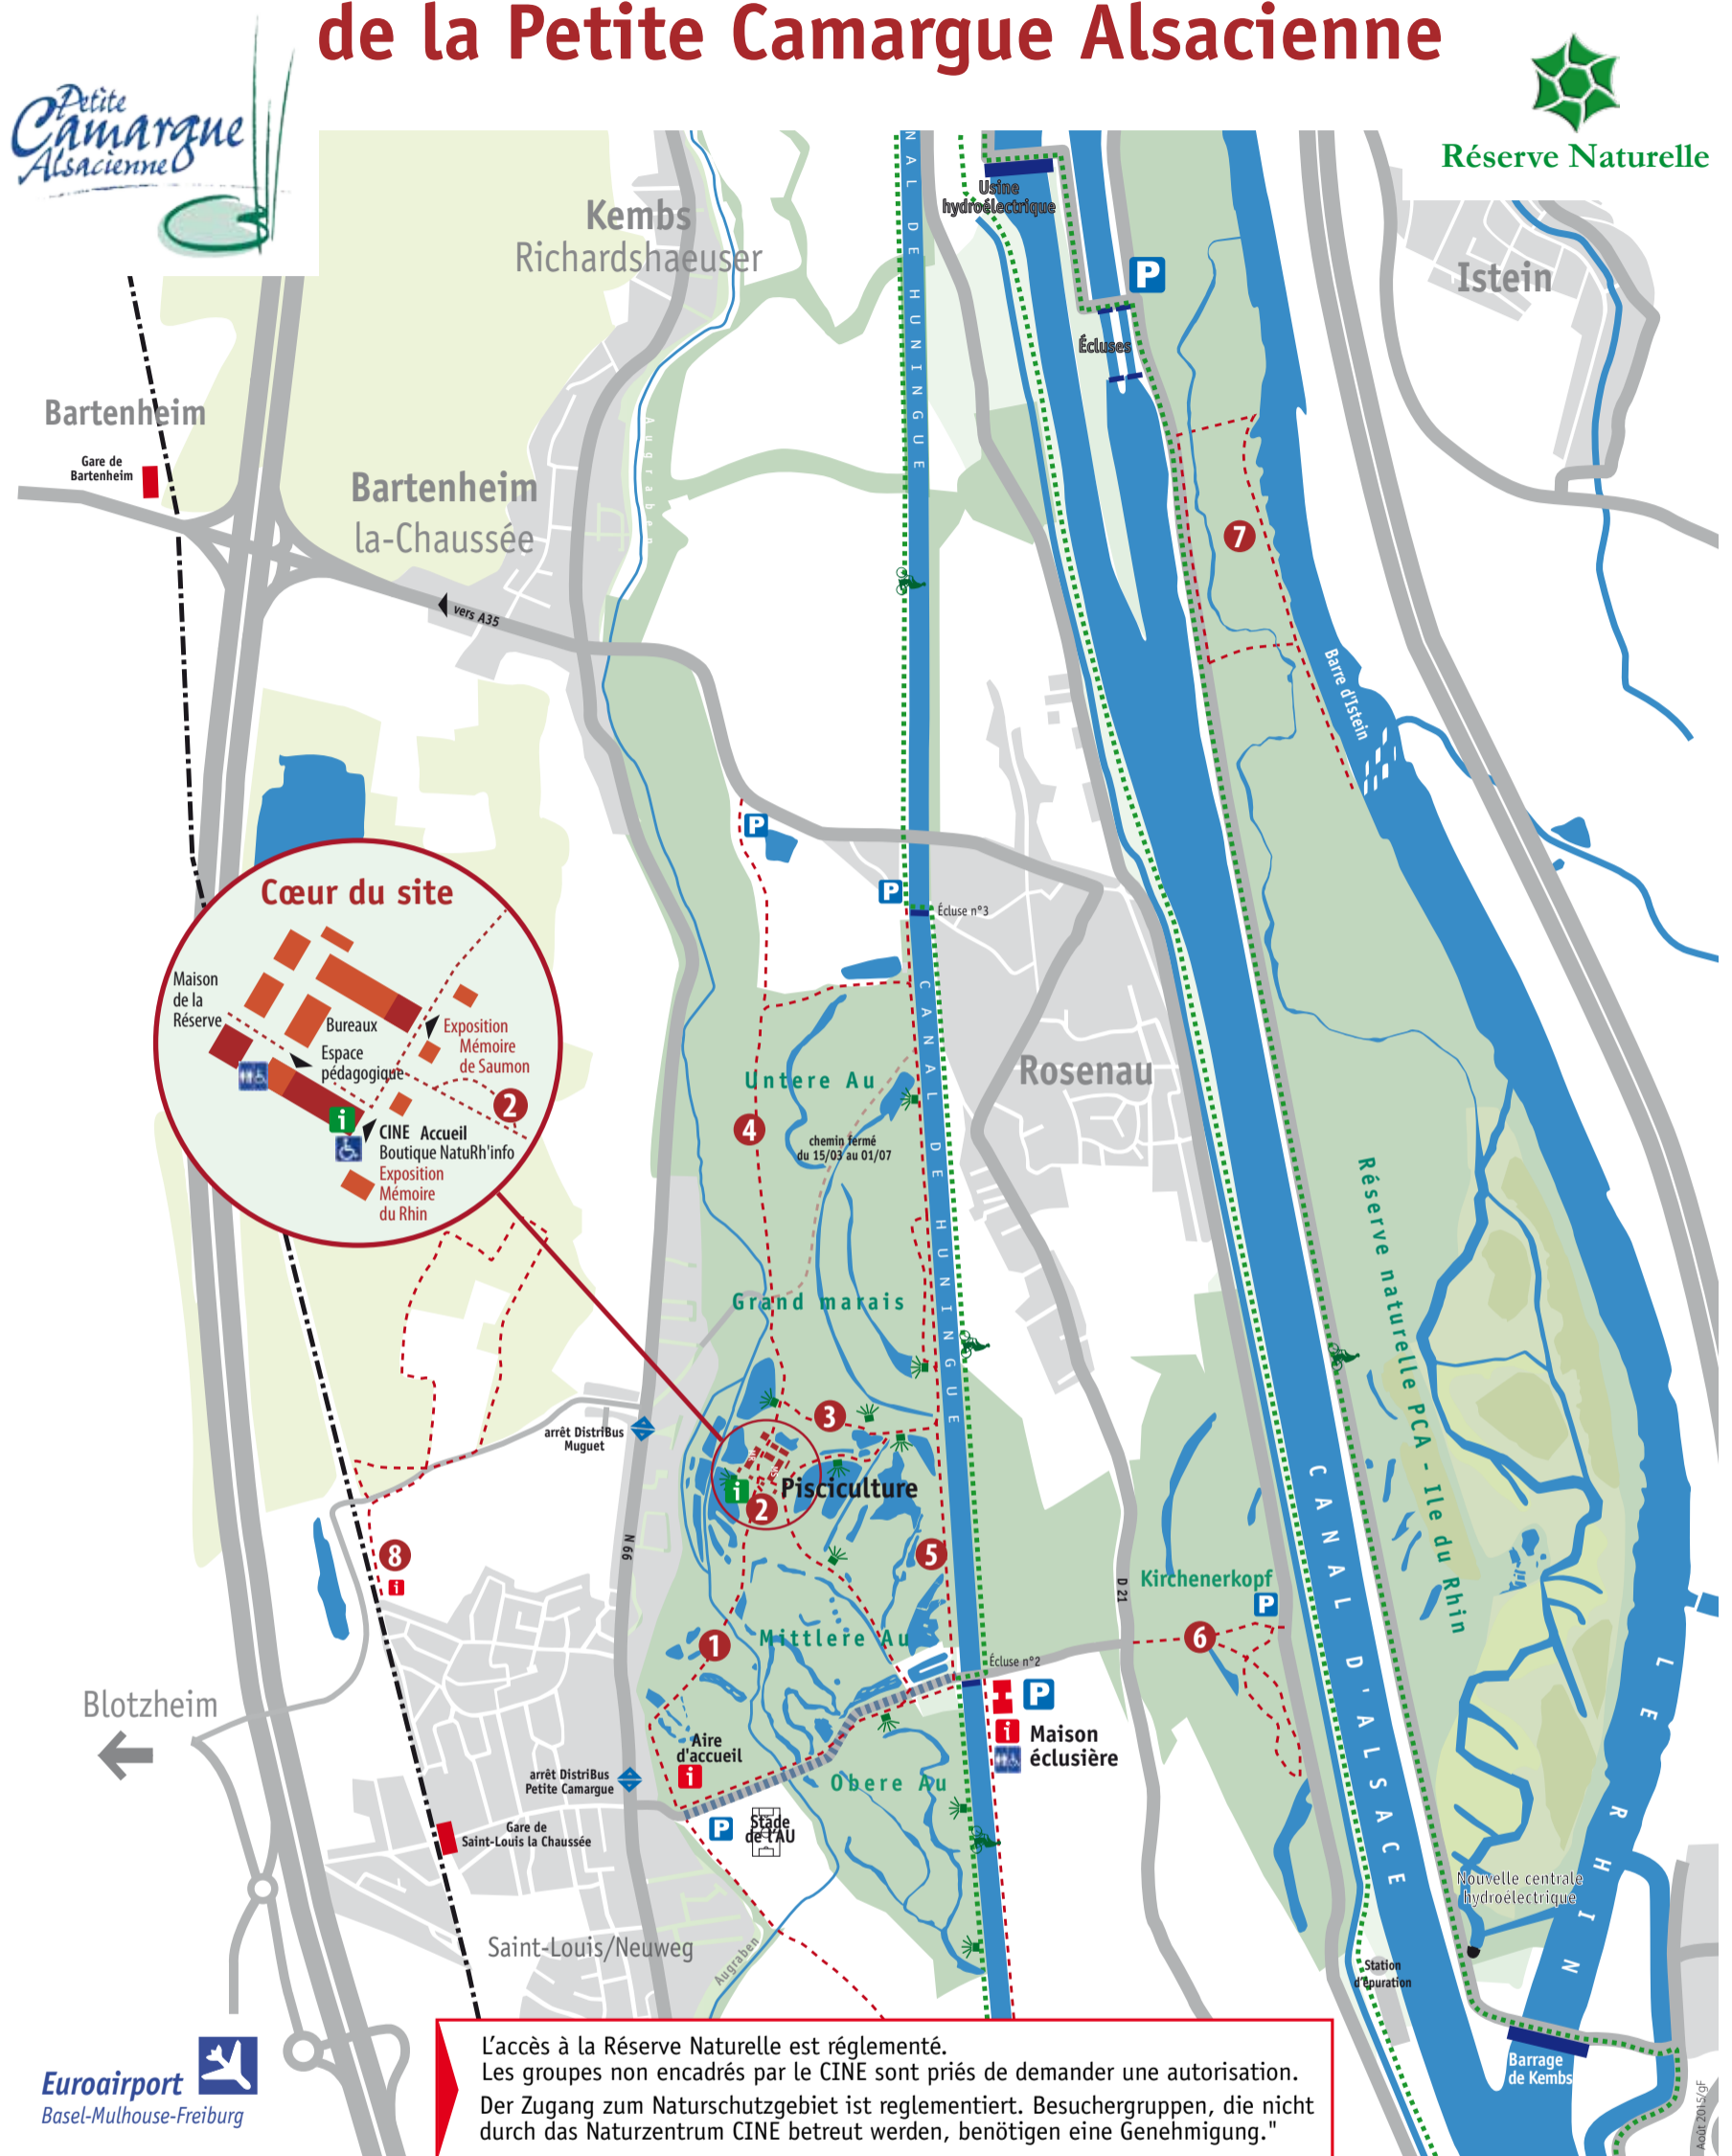 de la Petite Camargue Alsacienne
Petite
Camargue
Alsacienne
Réserve Naturelle
Kembs
Richardshaeuser
Usine
hydroélectrique
P
Écluses
Istein
Bartenheim
Gare de
Bartenheim
Bartenheim
la-Chaussée
Augraben
NAL DE HUNINGUE
vers A35
7
Barre d'Istein
P
P
Écluse n°3
Cœur du site
Maison
de la
Réserve
Bureaux
Espace
pédagogique
Exposition
Mémoire
de Saumon
2
i
CINE Accueil
Boutique NatuRh'info
Exposition
Mémoire
du Rhin
CANAL DE HUNINGUE
Rosenau
Untere Au
4
chemin fermé
du 15/03 au 01/07
Réserve naturelle PCA - Ile du Rhin
Grand marais
3
arrêt DistriBus
Muguet
Pisciculture
i
2
N 66
5
8
i
D 21
Kirchenerkopf
P
6
CANAL D'ALSACE
LE RHIN
1
Mittlere Au
Écluse n°2
P
i
Maison
éclusière
Blotzheim
Aire
d'accueil
i
arrêt DistriBus
Petite Camargue
Obere Au
P
Stade
de l'AU
Gare de
Saint-Louis la Chaussée
Nouvelle centrale
hydroélectrique
Saint-Louis/Neuweg
Augraben
Station
d'épuration
Barrage
de Kembs
Euroairport
Basel-Mulhouse-Freiburg
L'accès à la Réserve Naturelle est réglementé.
Les groupes non encadrés par le CINE sont priés de demander une autorisation.
Der Zugang zum Naturschutzgebiet ist reglementiert. Besuchergruppen, die nicht
durch das Naturzentrum CINE betreut werden, benötigen eine Genehmigung."
Août 2015/gF